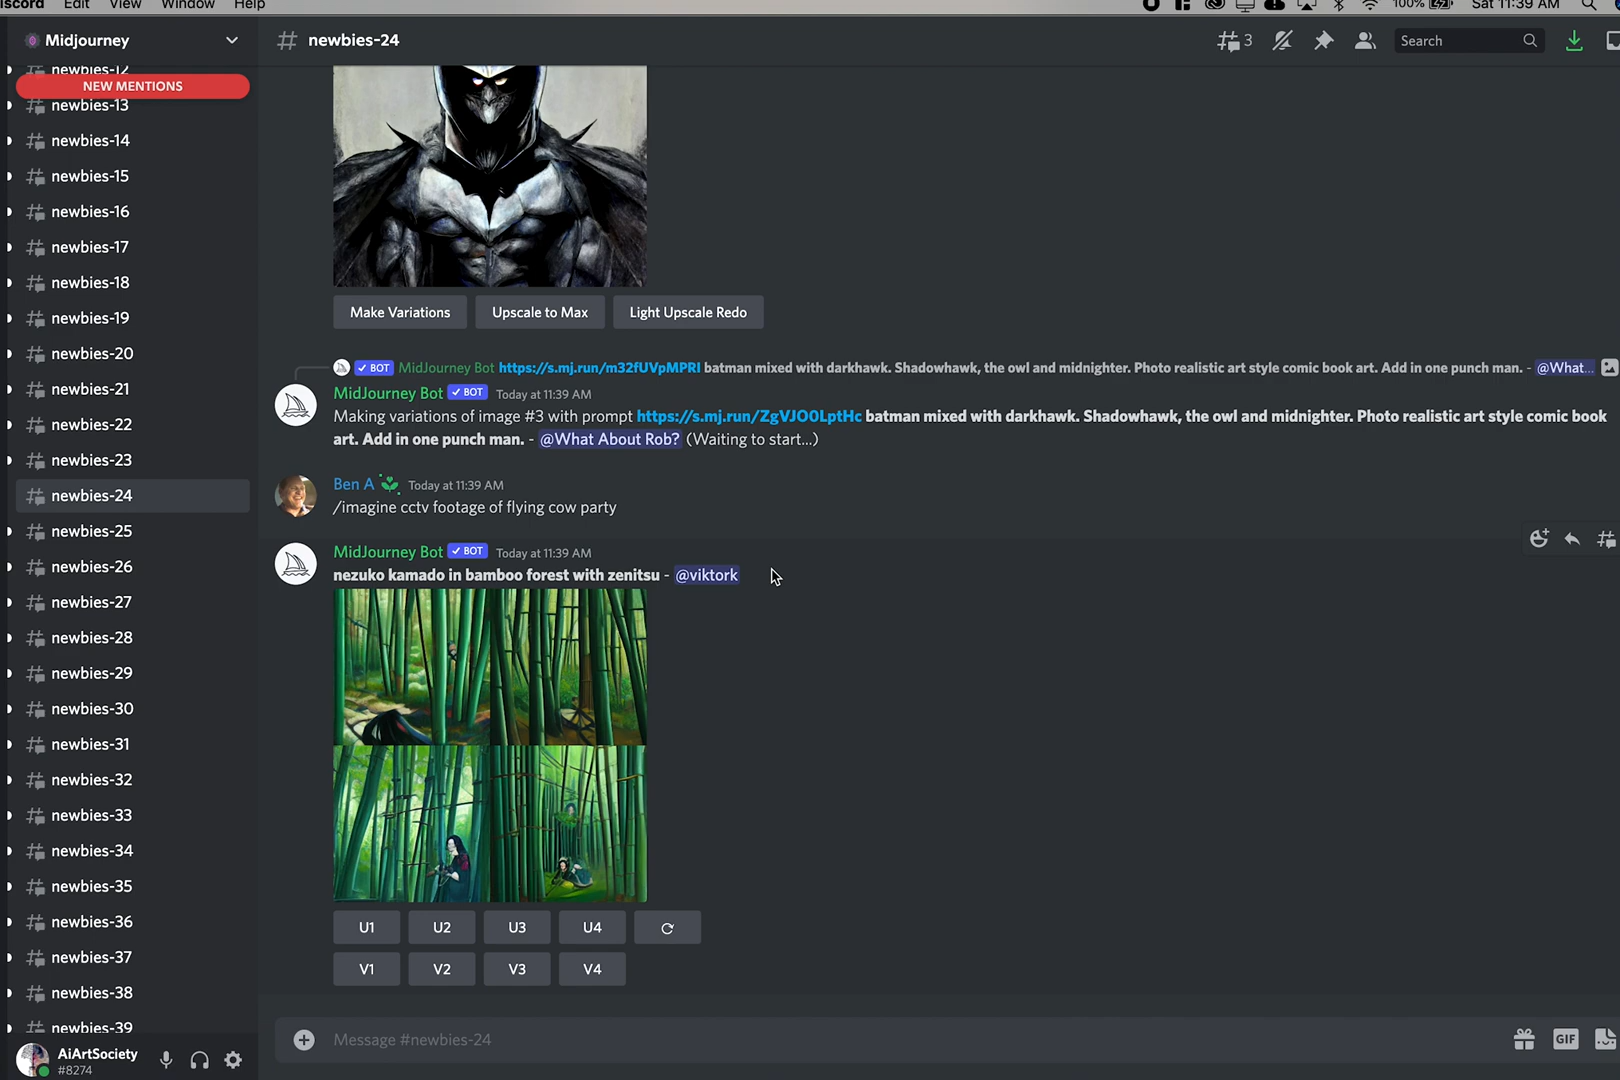 Edit View Window Help
100% Sat 11:39 AM
Midjourney
newbies-12
NEW MENTIONS
newbies-13
newbies-14
newbies-15
newbies-16
newbies-17
newbies-18
newbies-19
newbies-20
newbies-21
newbies-22
newbies-23
newbies-24
newbies-25
newbies-26
newbies-27
newbies-28
newbies-29
newbies-30
newbies-31
newbies-32
newbies-33
newbies-34
newbies-35
newbies-36
newbies-37
newbies-38
newbies-39
AiArtSociety
#8274
# newbies-24
3
Search
Make Variations Upscale to Max Light Upscale Redo
✓ BOT MidJourney Bot https://s.mj.run/m32fUVpMPRI batman mixed with darkhawk. Shadowhawk, the owl and midnighter. Photo realistic art style comic book art. Add in one punch man. - @What...
MidJourney Bot ✓ BOT Today at 11:39 AM
Making variations of image #3 with prompt https://s.mj.run/ZgVJO0LptHc batman mixed with darkhawk. Shadowhawk, the owl and midnighter. Photo realistic art style comic book
art. Add in one punch man. - @What About Rob? (Waiting to start...)
Ben A Today at 11:39 AM
/imagine cctv footage of flying cow party
MidJourney Bot ✓ BOT Today at 11:39 AM
nezuko kamado in bamboo forest with zenitsu - @viktork
U1 U2 U3 U4
V1 V2 V3 V4
Message #newbies-24
GIF